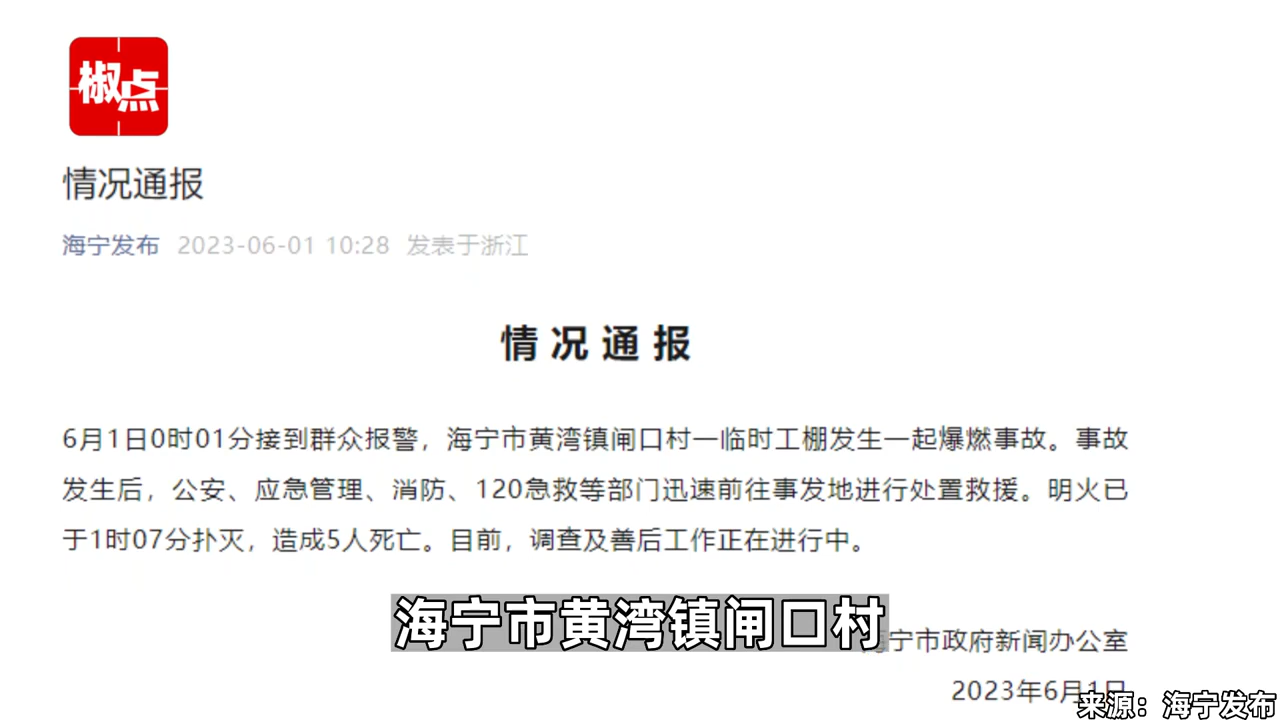 椒点
情况通报
海宁发布 2023-06-01 10:28 发表于浙江
情况通报
6月1日0时01分接到群众报警，海宁市黄湾镇闸口村一临时工棚发生一起爆燃事故。事故
发生后，公安、应急管理、消防、120急救等部门迅速前往事发地进行处置救援。明火已
于1时07分扑灭，造成5人死亡。目前，调查及善后工作正在进行中。
海宁市黄湾镇闸口村
宁市政府新闻办公室
2023年6月1日
来源：海宁发布